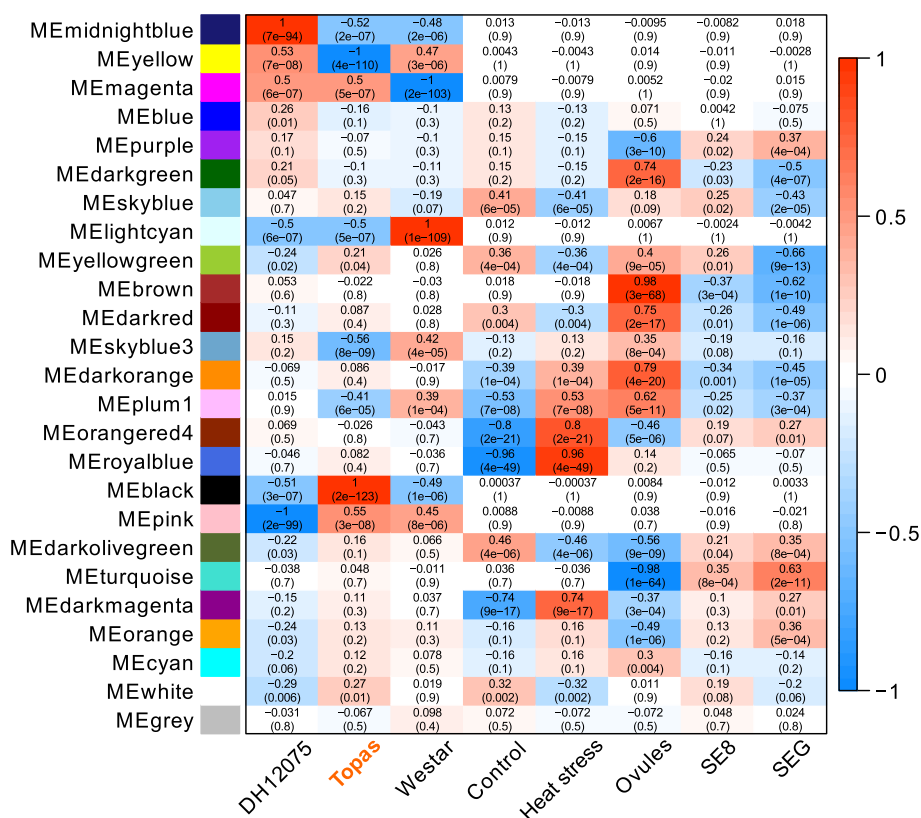 MEmidnightblue 1 −0.52 −0.48 0.013 −0.013 −0.0095 −0.0082 0.018
(7e−94) (2e−07) (2e−06) (0.9) (0.9) (0.9) (0.9) (0.9)
MEyellow 0.53 −1 0.47 0.0043 −0.0043 0.014 −0.011 −0.0028
(7e−08) (4e−110) (3e−06) (1) (1) (0.9) (0.9) (1)
MEmagenta 0.5 0.5 −1 0.0079 −0.0079 0.0052 −0.02 0.015
(6e−07) (5e−07) (2e−103) (0.9) (0.9) (1) (0.9) (0.9)
MEblue 0.26 −0.16 −0.1 0.13 −0.13 0.071 0.0042 −0.075
(0.01) (0.1) (0.3) (0.2) (0.2) (0.5) (1) (0.5)
MEpurple 0.17 −0.07 −0.1 0.15 −0.15 −0.6 0.24 0.37
(0.1) (0.5) (0.3) (0.1) (0.1) (3e−10) (0.02) (4e−04)
MEdarkgreen 0.21 −0.1 −0.11 0.15 −0.15 0.74 −0.23 −0.5
(0.05) (0.3) (0.3) (0.2) (0.2) (2e−16) (0.03) (4e−07)
MEskyblue 0.047 0.15 −0.19 0.41 −0.41 0.18 0.25 −0.43
(0.7) (0.2) (0.07) (6e−05) (6e−05) (0.09) (0.02) (2e−05)
MElightcyan −0.5 −0.5 1 0.012 −0.012 0.0067 −0.0024 −0.0042
(6e−07) (5e−07) (1e−109) (0.9) (0.9) (1) (1) (1)
MEyellowgreen −0.24 0.21 0.026 0.36 −0.36 0.4 0.26 −0.66
(0.02) (0.04) (0.8) (4e−04) (4e−04) (9e−05) (0.01) (9e−13)
MEbrown 0.053 −0.022 −0.03 0.018 −0.018 0.98 −0.37 −0.62
(0.6) (0.8) (0.8) (0.9) (0.9) (3e−68) (3e−04) (1e−10)
MEdarkred −0.11 0.087 0.028 0.3 −0.3 0.75 −0.26 −0.49
(0.3) (0.4) (0.8) (0.004) (0.004) (2e−17) (0.01) (1e−06)
MEskyblue3 0.15 −0.56 0.42 −0.13 0.13 0.35 −0.19 −0.16
(0.2) (8e−09) (4e−05) (0.2) (0.2) (8e−04) (0.08) (0.1)
MEdarkorange −0.069 0.086 −0.017 −0.39 0.39 0.79 −0.34 −0.45
(0.5) (0.4) (0.9) (1e−04) (1e−04) (4e−20) (0.001) (1e−05)
MEplum1 0.015 −0.41 0.39 −0.53 0.53 0.62 −0.25 −0.37
(0.9) (6e−05) (1e−04) (7e−08) (7e−08) (5e−11) (0.02) (3e−04)
MEorangered4 0.069 −0.026 −0.043 −0.8 0.8 −0.46 0.19 0.27
(0.5) (0.8) (0.7) (2e−21) (2e−21) (5e−06) (0.07) (0.01)
MEroyalblue −0.046 0.082 −0.036 −0.96 0.96 0.14 −0.065 −0.07
(0.7) (0.4) (0.7) (4e−49) (4e−49) (0.2) (0.5) (0.5)
MEblack −0.51 1 −0.49 0.00037 −0.00037 0.0084 −0.012 0.0033
(3e−07) (2e−123) (1e−06) (1) (1) (0.9) (0.9) (1)
MEpink −1 0.55 0.45 0.0088 −0.0088 0.038 −0.016 −0.021
(2e−99) (3e−08) (8e−06) (0.9) (0.9) (0.7) (0.9) (0.8)
MEdarkolivegreen −0.22 0.16 0.066 0.46 −0.46 −0.56 0.21 0.35
(0.03) (0.1) (0.5) (4e−06) (4e−06) (9e−09) (0.04) (8e−04)
MEturquoise −0.038 0.048 −0.011 0.036 −0.036 −0.98 0.35 0.63
(0.7) (0.7) (0.9) (0.7) (0.7) (1e−64) (8e−04) (2e−11)
MEdarkmagenta −0.15 0.11 0.037 −0.74 0.74 −0.37 0.1 0.27
(0.2) (0.3) (0.7) (9e−17) (9e−17) (3e−04) (0.3) (0.01)
MEorange −0.24 0.13 0.11 −0.16 0.16 −0.49 0.13 0.36
(0.03) (0.2) (0.3) (0.1) (0.1) (1e−06) (0.2) (5e−04)
MEcyan −0.2 0.12 0.078 −0.16 0.16 0.3 −0.16 −0.14
(0.06) (0.2) (0.5) (0.1) (0.1) (0.004) (0.1) (0.2)
MEwhite −0.29 0.27 0.019 0.32 −0.32 0.011 0.19 −0.2
(0.006) (0.01) (0.9) (0.002) (0.002) (0.9) (0.08) (0.06)
MEgrey −0.031 −0.067 0.098 0.072 −0.072 −0.072 0.048 0.024
(0.8) (0.5) (0.4) (0.5) (0.5) (0.5) (0.7) (0.8)
DH12075 Topas Westar Control Heat stress Ovules SE8 SEG
1
0.5
0
−0.5
−1